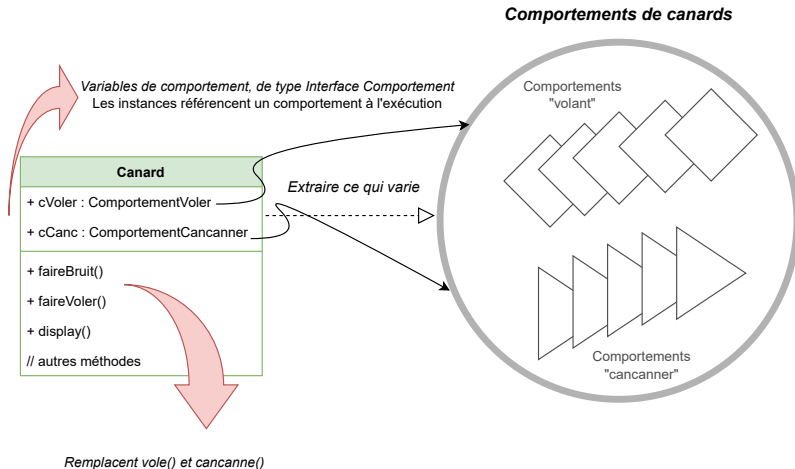 Comportements de canards
Variables de comportement, de type Interface Comportement
Les instances référencent un comportement à l'exécution
Comportements
"volant"
Canard
+ cVoler : ComportementVoler
+ cCanc : ComportementCancanner
Extraire ce qui varie
+ faireBruit()
+ faireVoler()
+ display()
// autres méthodes
Comportements
"cancanner"
Remplacent vole() et cancanne()